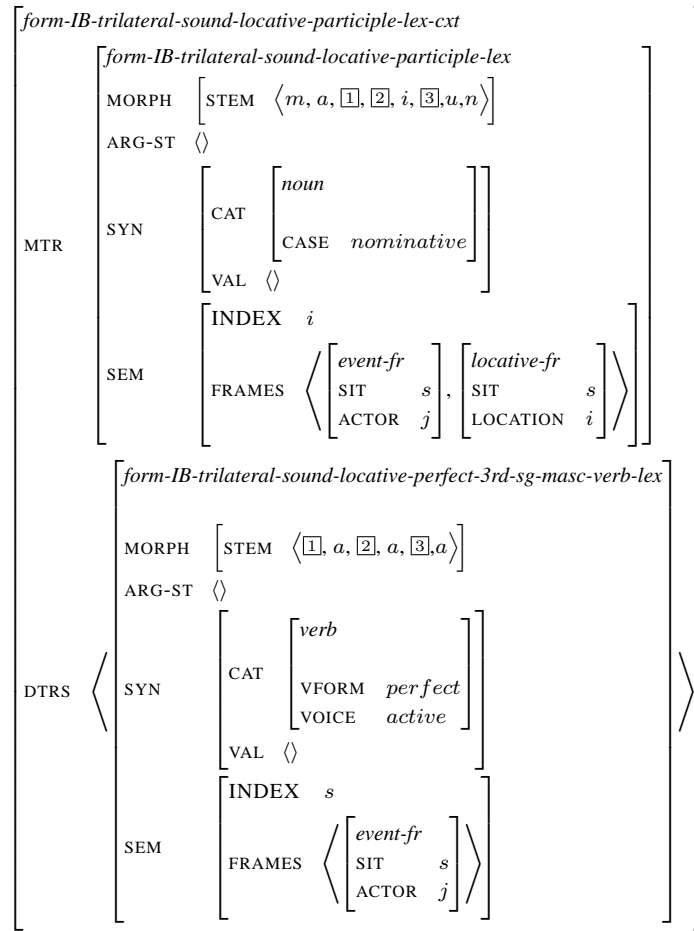 form-IB-trilateral-sound-locative-participle-lex-cxt
form-IB-trilateral-sound-locative-participle-lex
MORPH [STEM ⟨m, a, 1, 2, i, 3,u,n⟩]
ARG-ST ⟨⟩
noun
CAT
SYN
CASE nominative
MTR
VAL ⟨⟩
INDEX i
event-fr locative-fr
SEM
FRAMES ⟨[SIT s], [SIT s]⟩
ACTOR j LOCATION i
form-IB-trilateral-sound-locative-perfect-3rd-sg-masc-verb-lex
MORPH [STEM ⟨1, a, 2, a, 3,a⟩]
ARG-ST ⟨⟩
verb
CAT
VFORM perfect
DTRS SYN
VOICE active
VAL ⟨⟩
INDEX s
event-fr
SEM
FRAMES ⟨[SIT s]⟩
ACTOR j